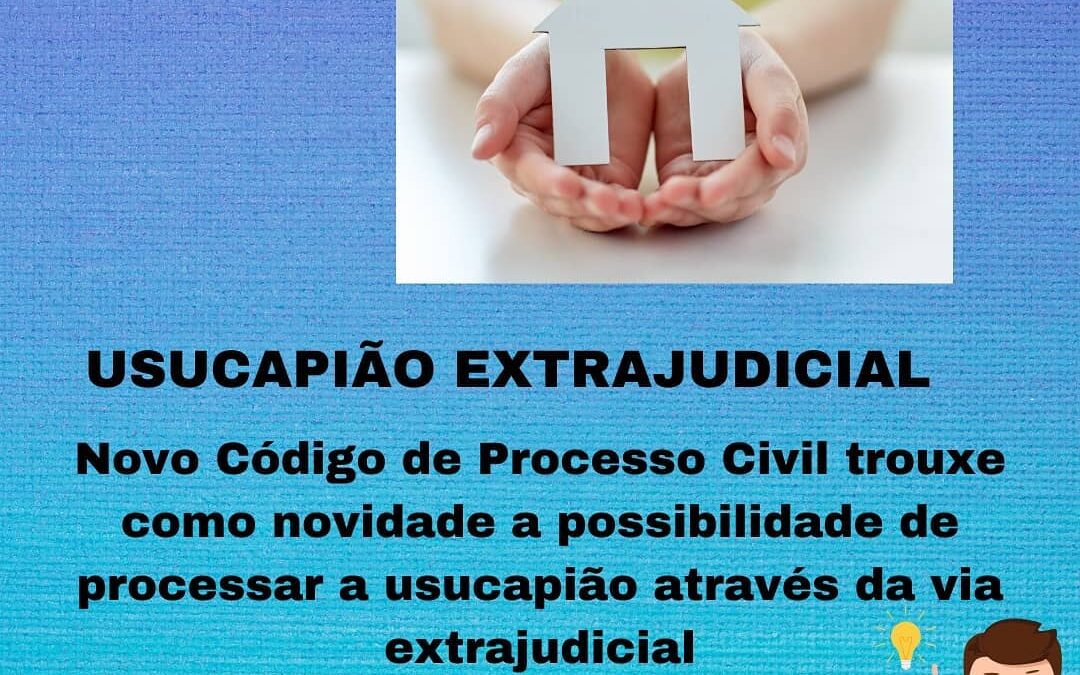 USUCAPIÃO EXTRAJUDICIAL
Novo Código de Processo Civil trouxe
como novidade a possibilidade de
processar a usucapião através da via
extrajudicial